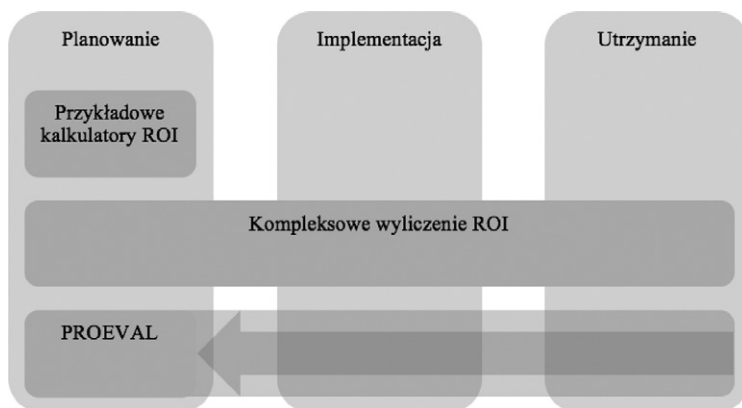 Planowanie
Implementacja
Utrzymanie
Przykładowe
kalkulatory ROI
Kompleksowe wyliczenie ROI
PROEVAL